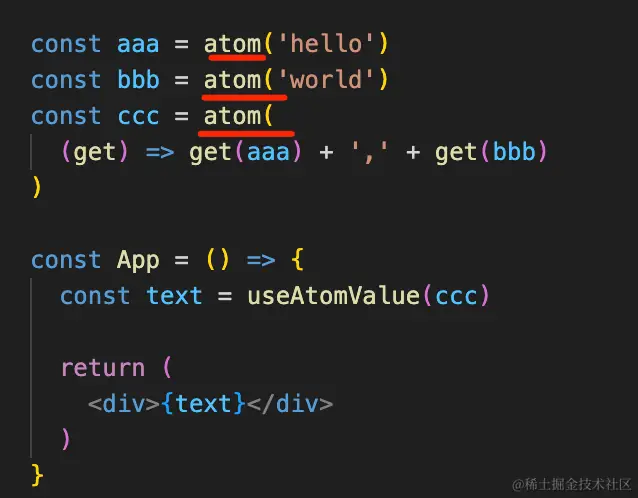 const aaa = atom('hello')
const bbb = atom('world')
const ccc = atom(
  (get) => get(aaa) + ',' + get(bbb)
)
const App = () => {
  const text = useAtomValue(ccc)
  return (
    <div>{text}</div>
  )
}
@稀土掘金技术社区